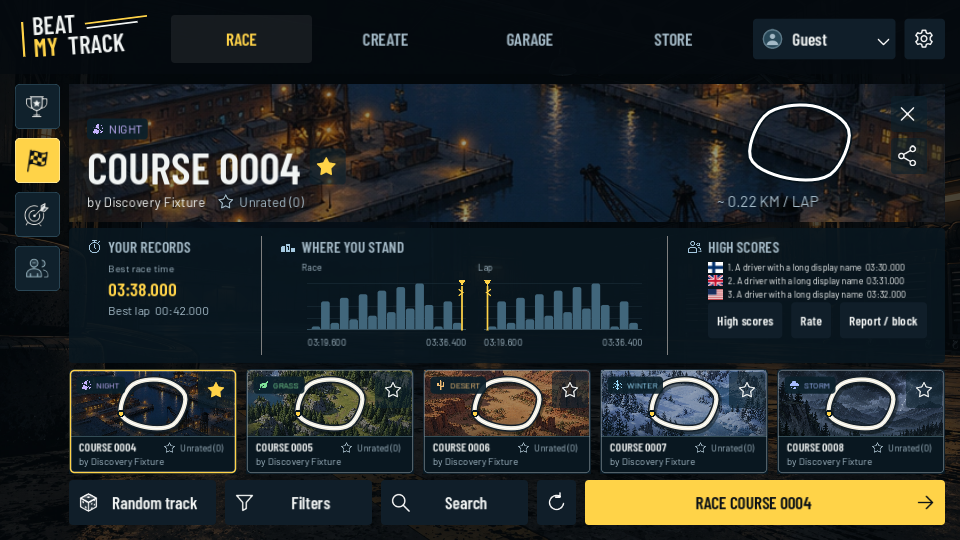 BEAT
MY TRACK
RACE
CREATE
GARAGE
STORE
Guest
NIGHT
COURSE 0004
by Discovery Fixture
Unrated (0)
~ 0.22 KM / LAP
YOUR RECORDS
Best race time
03:38.000
Best lap 00:42.000
WHERE YOU STAND
Race
03:19.600
03:36.400
Lap
03:19.600
03:36.400
HIGH SCORES
1. A driver with a long display name 03:30.000
2. A driver with a long display name 03:31.000
3. A driver with a long display name 03:32.000
High scores
Rate
Report / block
NIGHT
COURSE 0004
Unrated (0)
by Discovery Fixture
GRASS
COURSE 0005
Unrated (0)
by Discovery Fixture
DESERT
COURSE 0006
Unrated (0)
by Discovery Fixture
WINTER
COURSE 0007
Unrated (0)
by Discovery Fixture
STORM
COURSE 0008
Unrated (0)
by Discovery Fixture
Random track
Filters
Search
RACE COURSE 0004